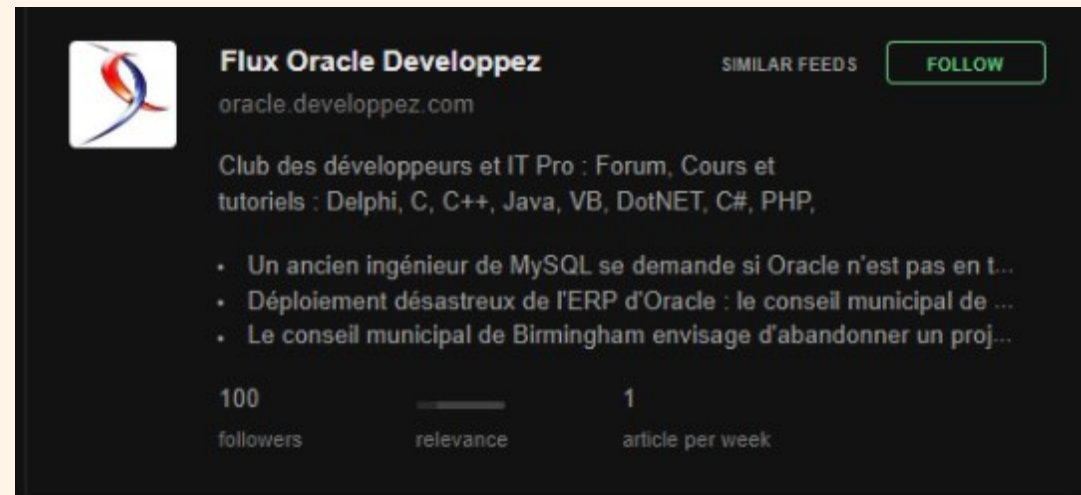 Flux Oracle Developpez
SIMILAR FEEDS
FOLLOW
oracle.developpez.com
Club des développeurs et IT Pro : Forum, Cours et
tutoriels : Delphi, C, C++, Java, VB, DotNET, C#, PHP,
• Un ancien ingénieur de MySQL se demande si Oracle n'est pas en t...
• Déploiement désastreux de l'ERP d'Oracle : le conseil municipal de ...
• Le conseil municipal de Birmingham envisage d'abandonner un proj...
100
1
followers
relevance
article per week